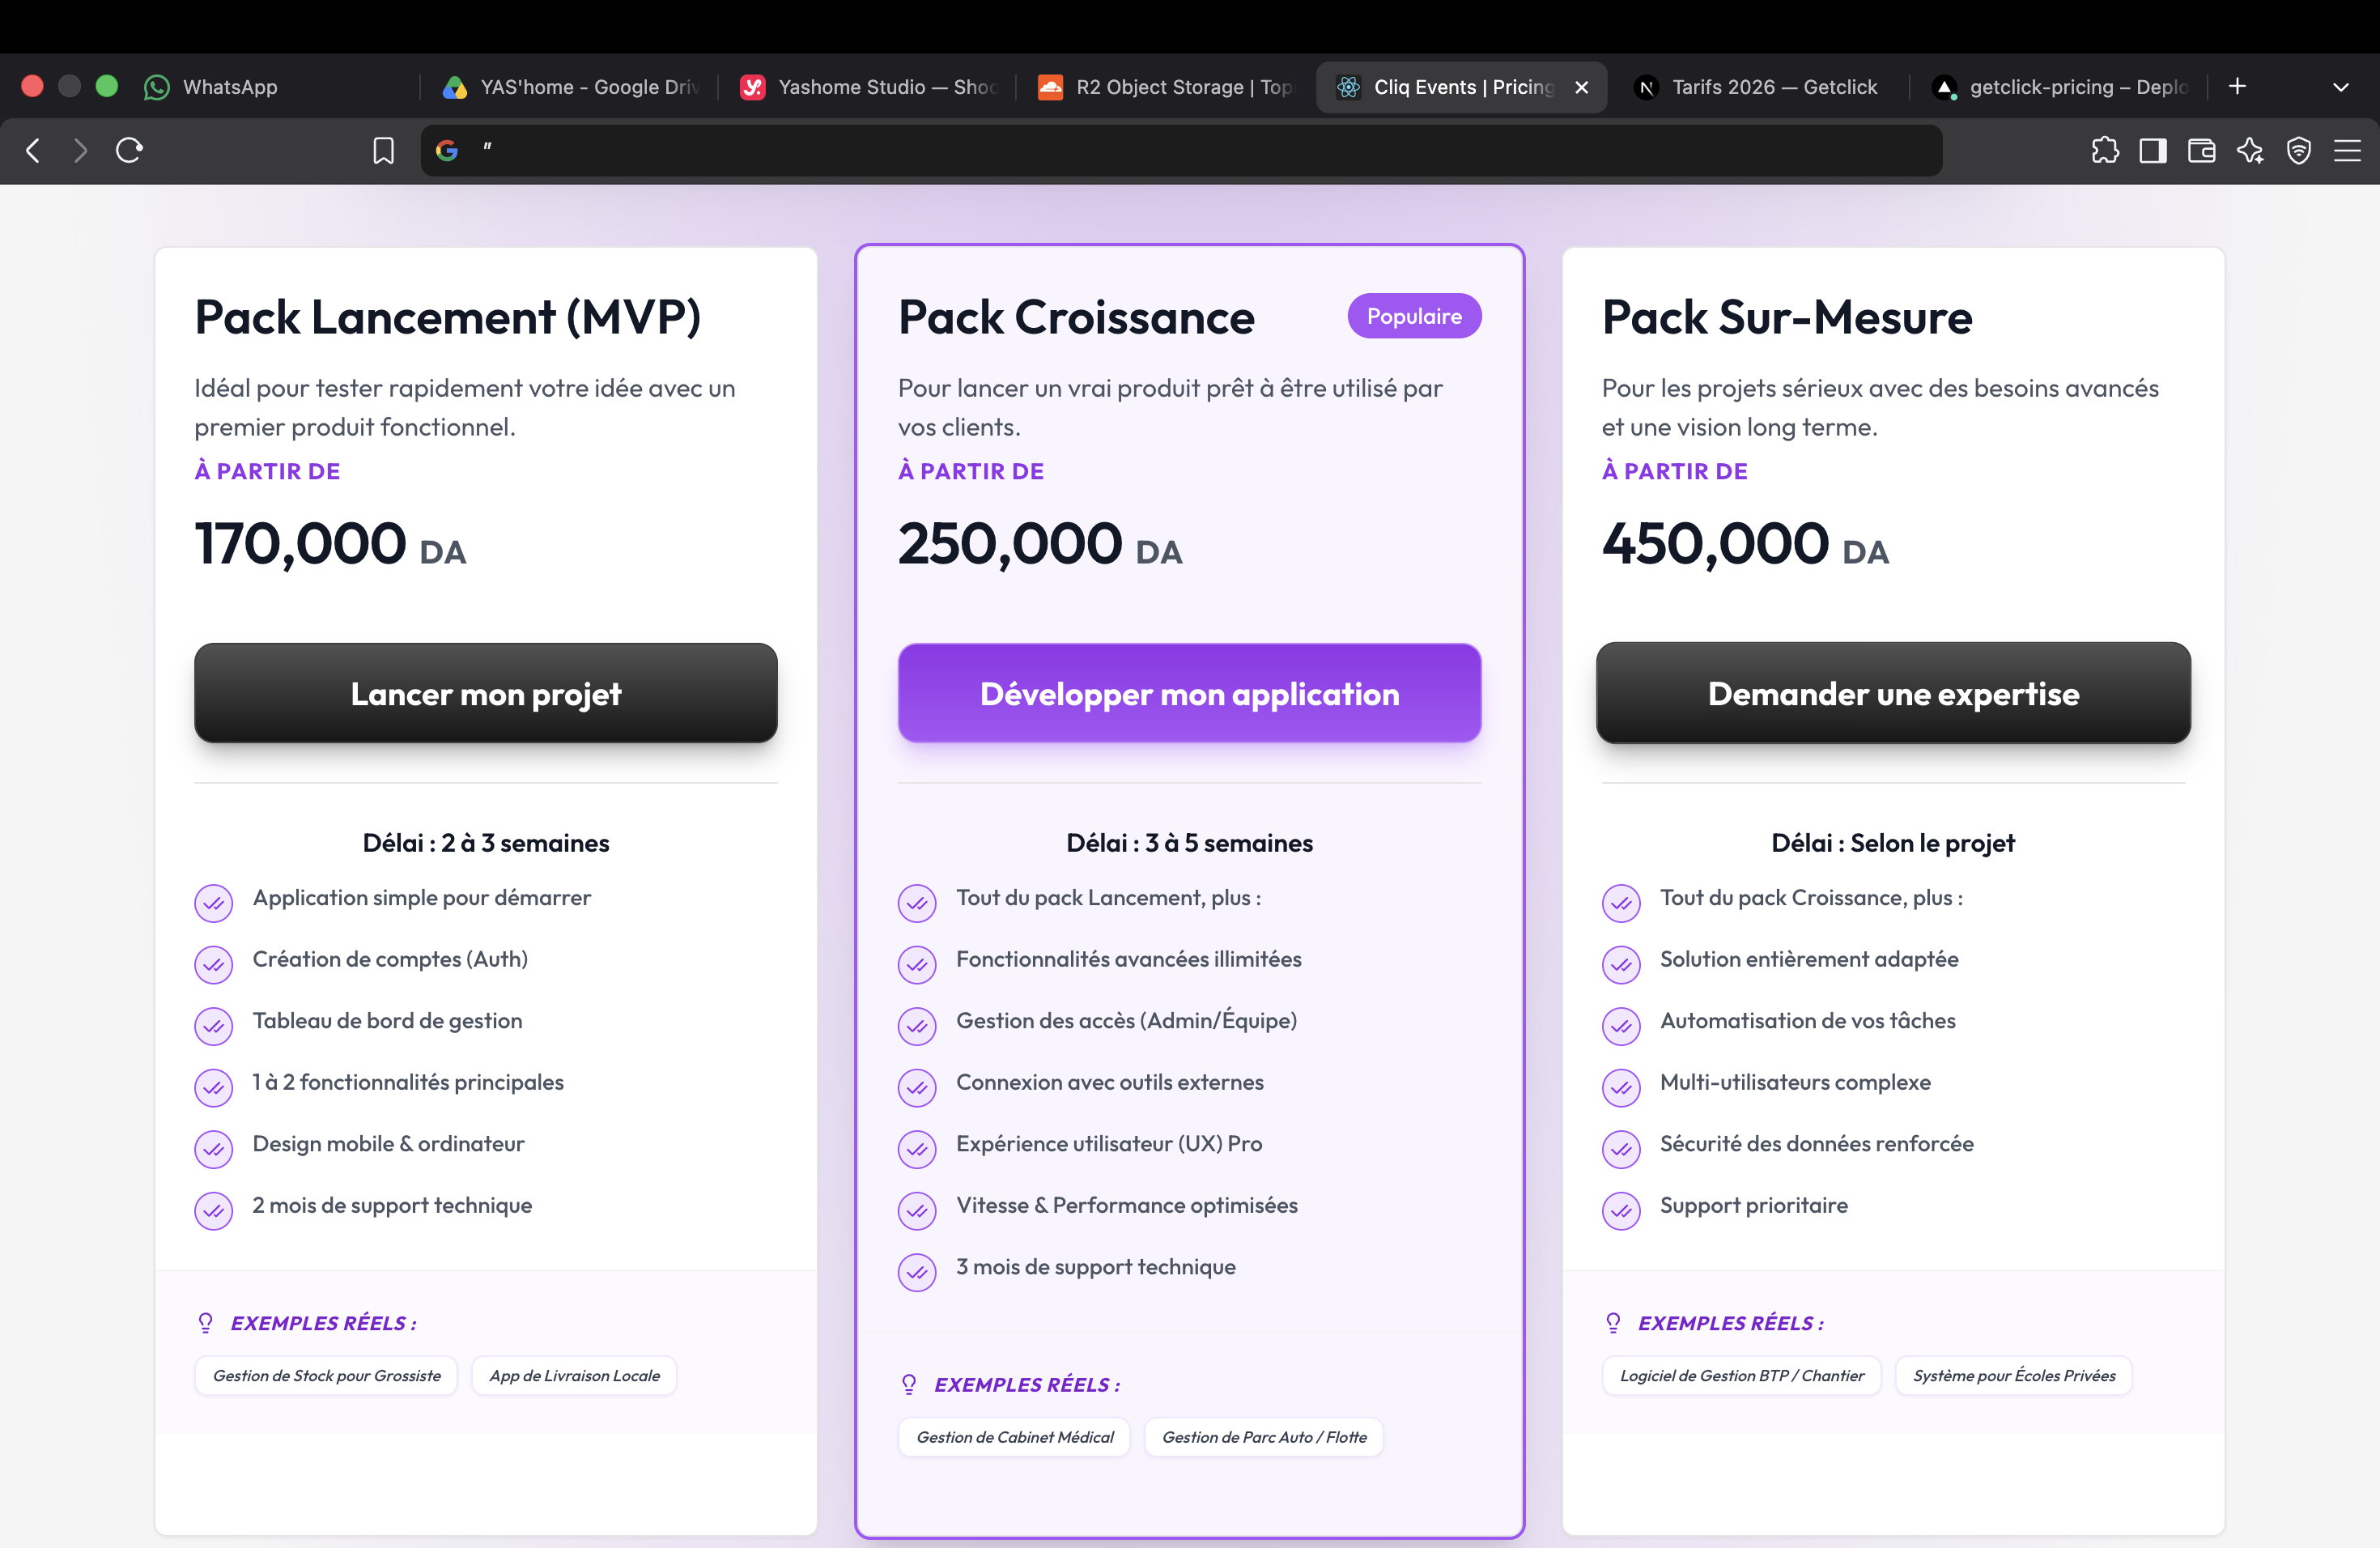 WhatsApp
YAS'home - Google Driv
Yashome Studio — Shoo
R2 Object Storage | Top
Cliq Events | Pricing
Tarifs 2026 — Getclick
getclick-pricing – Deplo
"
Pack Lancement (MVP)
Idéal pour tester rapidement votre idée avec un
premier produit fonctionnel.
À PARTIR DE
170,000 DA
Lancer mon projet
Délai : 2 à 3 semaines
Application simple pour démarrer
Création de comptes (Auth)
Tableau de bord de gestion
1 à 2 fonctionnalités principales
Design mobile & ordinateur
2 mois de support technique
EXEMPLES RÉELS :
Gestion de Stock pour Grossiste
App de Livraison Locale
Pack Croissance
Populaire
Pour lancer un vrai produit prêt à être utilisé par
vos clients.
À PARTIR DE
250,000 DA
Développer mon application
Délai : 3 à 5 semaines
Tout du pack Lancement, plus :
Fonctionnalités avancées illimitées
Gestion des accès (Admin/Équipe)
Connexion avec outils externes
Expérience utilisateur (UX) Pro
Vitesse & Performance optimisées
3 mois de support technique
EXEMPLES RÉELS :
Gestion de Cabinet Médical
Gestion de Parc Auto / Flotte
Pack Sur-Mesure
Pour les projets sérieux avec des besoins avancés
et une vision long terme.
À PARTIR DE
450,000 DA
Demander une expertise
Délai : Selon le projet
Tout du pack Croissance, plus :
Solution entièrement adaptée
Automatisation de vos tâches
Multi-utilisateurs complexe
Sécurité des données renforcée
Support prioritaire
EXEMPLES RÉELS :
Logiciel de Gestion BTP / Chantier
Système pour Écoles Privées